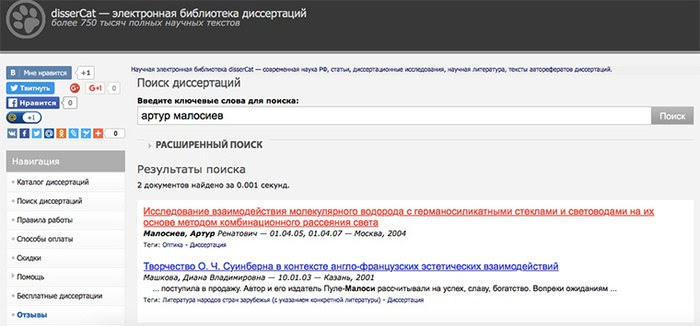 disserCat — электронная библиотека диссертаций
более 750 тысяч полных научных текстов
Мне нравится +1
Твитнуть G+1 0
Нравится 0
+1
0
Навигация
Каталог диссертаций
Поиск диссертаций
Правила работы
Способы оплаты
Скидки
Помощь
Бесплатные диссертации
Отзывы
Научная электронная библиотека disserCat — современная наука РФ, статьи, диссертационные исследования, научная литература, тексты авторефератов диссертаций.
Поиск диссертаций
Введите ключевые слова для поиска:
артур малосиев Поиск
РАСШИРЕННЫЙ ПОИСК
Результаты поиска
2 документов найдено за 0.001 секунд.
Исследование взаимодействия молекулярного водорода с германосиликатными стеклами и световодами на их
основе методом комбинационного рассеяния света
Малосиев, Артур Ренатович — 01.04.05, 01.04.07 — Москва, 2004
Теги: Оптика - Диссертация
Творчество О. Ч. Суинберна в контексте англо-французских эстетических взаимодействий
Машкова, Диана Владимировна — 10.01.03 — Казань, 2001
... поступила в продажу. Автор и его издатель Пуле-Малоси рассчитывали на успех, славу, богатство. Вопреки ожиданиям ...
Теги: Литература народов стран зарубежья (с указанием конкретной литературы) - Диссертация